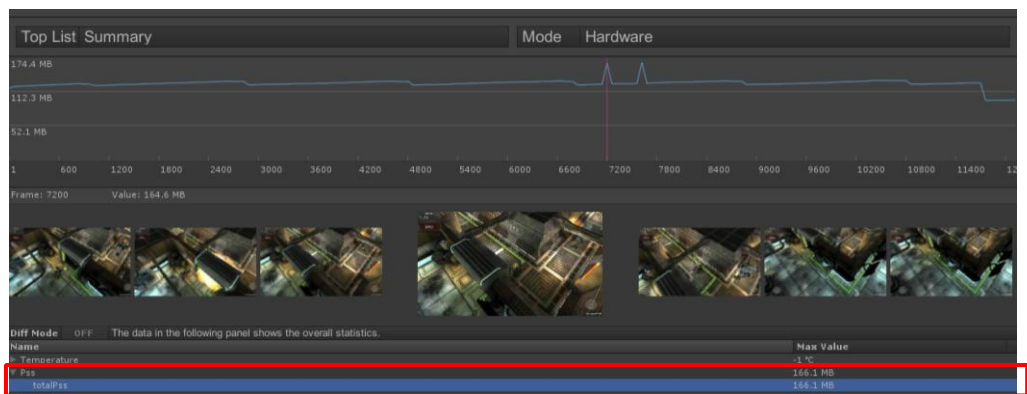 Top List Summary Mode Hardware
174.4 MB
112.3 MB
52.1 MB
1 600 1200 1800 2400 3000 3600 4200 4800 5400 6000 6600 7200 7800 8400 9000 9600 10200 10800 11400 12
Frame: 7200 Value: 164.6 MB
Diff Mode OFF The data in the following panel shows the overall statistics.
Name Max Value
Temperature -1 °C
Pss 166.1 MB
totalPss 166.1 MB